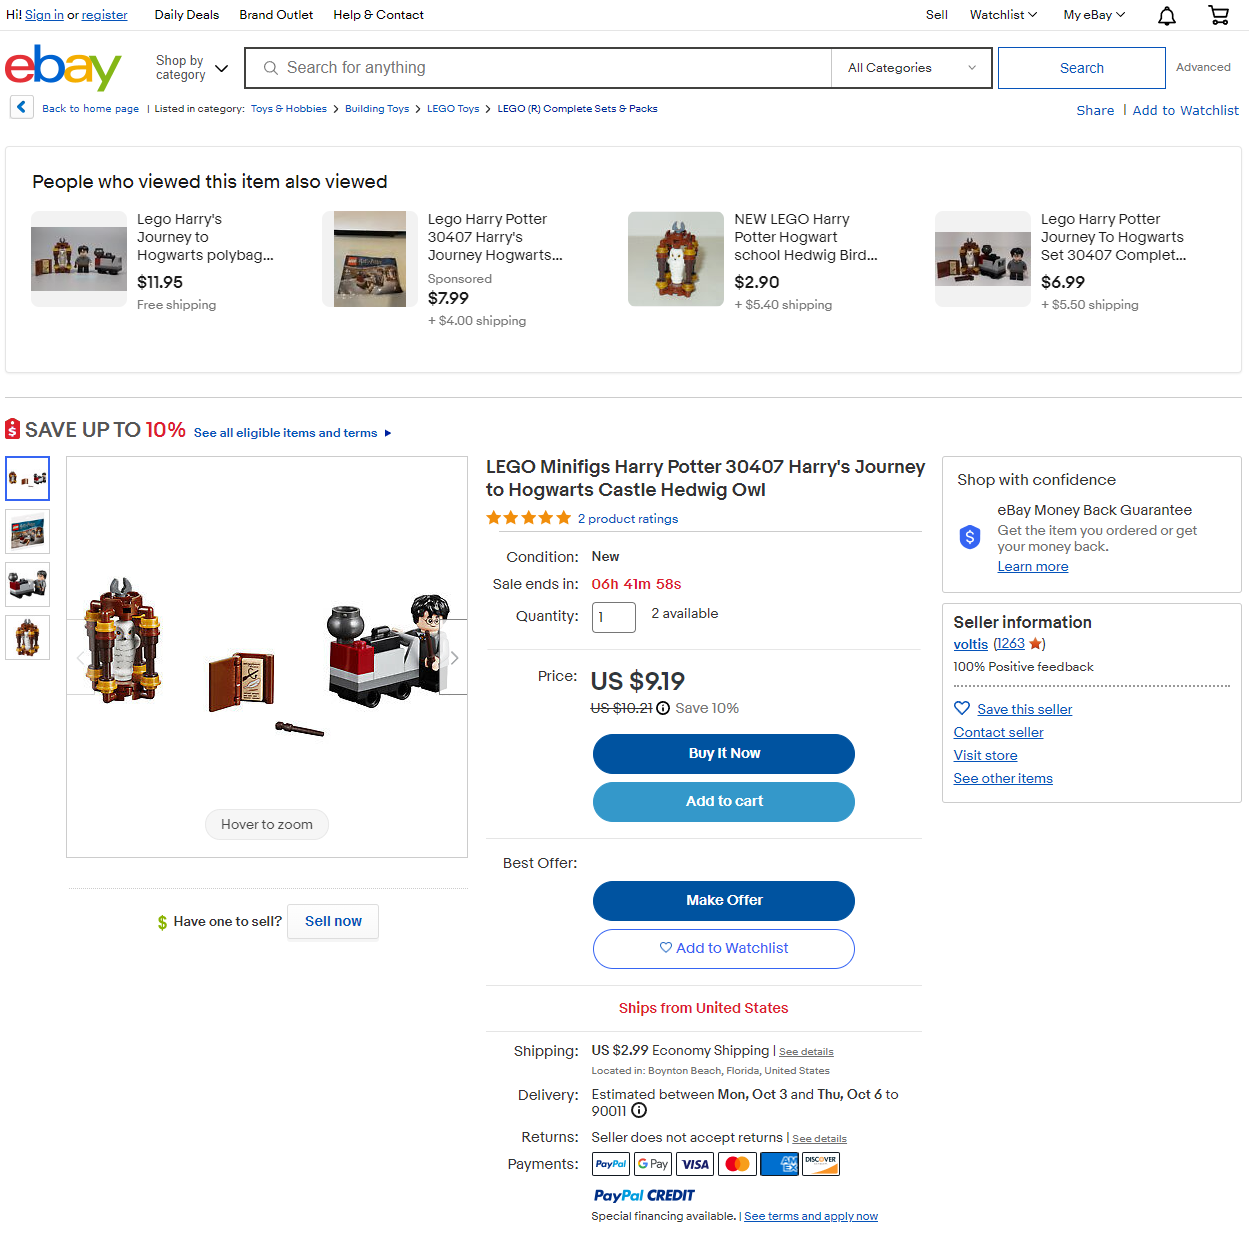 Hi! Sign in or register
Daily Deals
Brand Outlet
Help & Contact
Sell
Watchlist
My eBay
ebay
Shop by
category
Search for anything
All Categories
Search
Advanced
Back to home page | Listed in category: Toys & Hobbies > Building Toys > LEGO Toys > LEGO (R) Complete Sets & Packs
Share | Add to Watchlist
People who viewed this item also viewed
Lego Harry's
Journey to
Hogwarts polybag...
$11.95
Free shipping
Lego Harry Potter
30407 Harry's
Journey Hogwarts...
Sponsored
$7.99
+ $4.00 shipping
NEW LEGO Harry
Potter Hogwart
school Hedwig Bird...
$2.90
+ $5.40 shipping
Lego Harry Potter
Journey To Hogwarts
Set 30407 Complet...
$6.99
+ $5.50 shipping
SAVE UP TO 10% See all eligible items and terms
Hover to zoom
$ Have one to sell? Sell now
LEGO Minifigs Harry Potter 30407 Harry's Journey
to Hogwarts Castle Hedwig Owl
2 product ratings
Condition: New
Sale ends in: 06h 41m 58s
Quantity: 1 2 available
Price: US $9.19
US $10.21 Save 10%
Buy It Now
Add to cart
Best Offer:
Make Offer
Add to Watchlist
Ships from United States
Shipping: US $2.99 Economy Shipping | See details
Located in: Boynton Beach, Florida, United States
Delivery: Estimated between Mon, Oct 3 and Thu, Oct 6 to
90011
Returns: Seller does not accept returns | See details
Payments: PayPal G Pay VISA AMEX DISCOVER
PayPal CREDIT
Special financing available. | See terms and apply now
Shop with confidence
eBay Money Back Guarantee
Get the item you ordered or get
your money back.
Learn more
Seller information
voltis (1263)
100% Positive feedback
Save this seller
Contact seller
Visit store
See other items